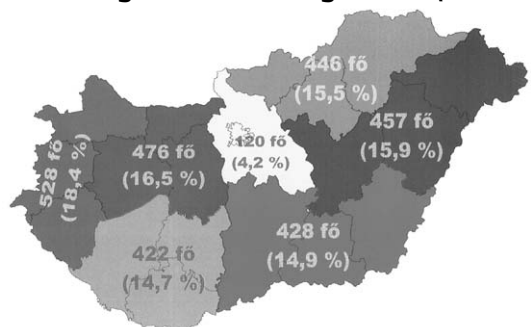 446 fő
(15,5 %)
457 fő
(15,9 %)
120 fő
(4,2 %)
476 fő
(16,5 %)
528 fő
(18,4 %)
428 fő
(14,9 %)
422 fő
(14,7 %)